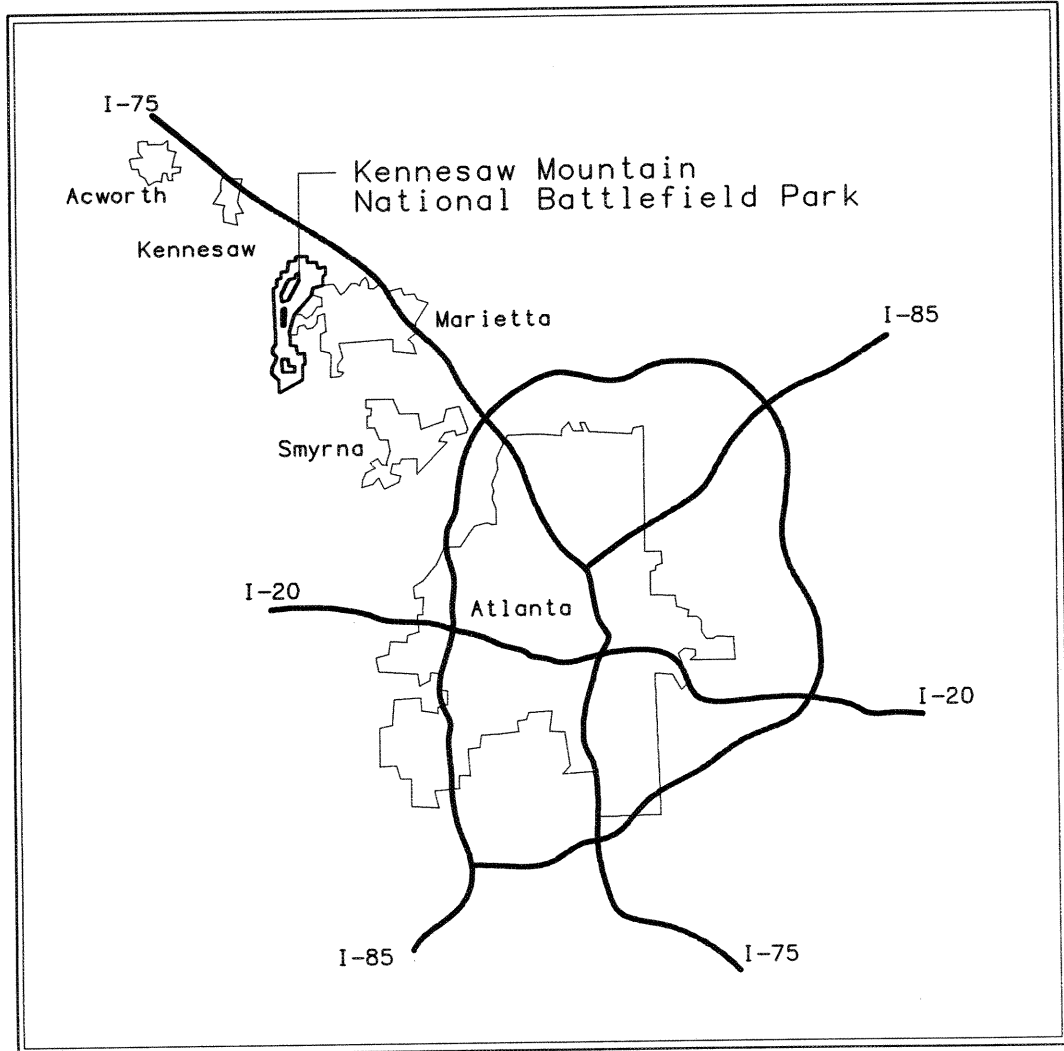 I-75
Kennesaw Mountain
National Battlefield Park
Acworth
Kennesaw
Marietta
I-85
Smyrna
I-20
Atlanta
I-20
I-85
I-75